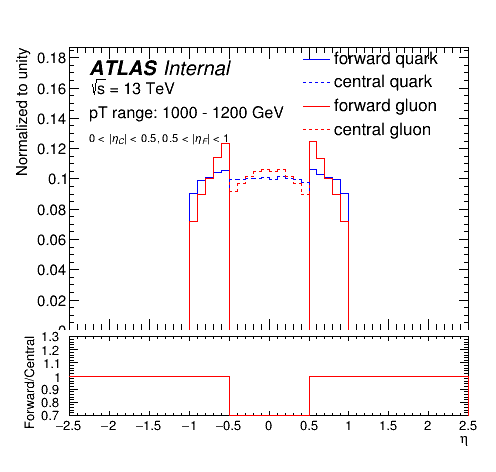 ATLAS Internal
√s = 13 TeV
pT range: 1000 - 1200 GeV
0 < |η_C| < 0.5, 0.5 < |η_F| < 1
forward quark
central quark
forward gluon
central gluon
Normalized to unity
0.18
0.16
0.14
0.12
0.1
0.08
0.06
0.04
0.02
0
Forward/Central
1.3
1.2
1.1
1
0.9
0.8
0.7
−2.5 −2 −1.5 −1 −0.5 0 0.5 1 1.5 2 2.5
η